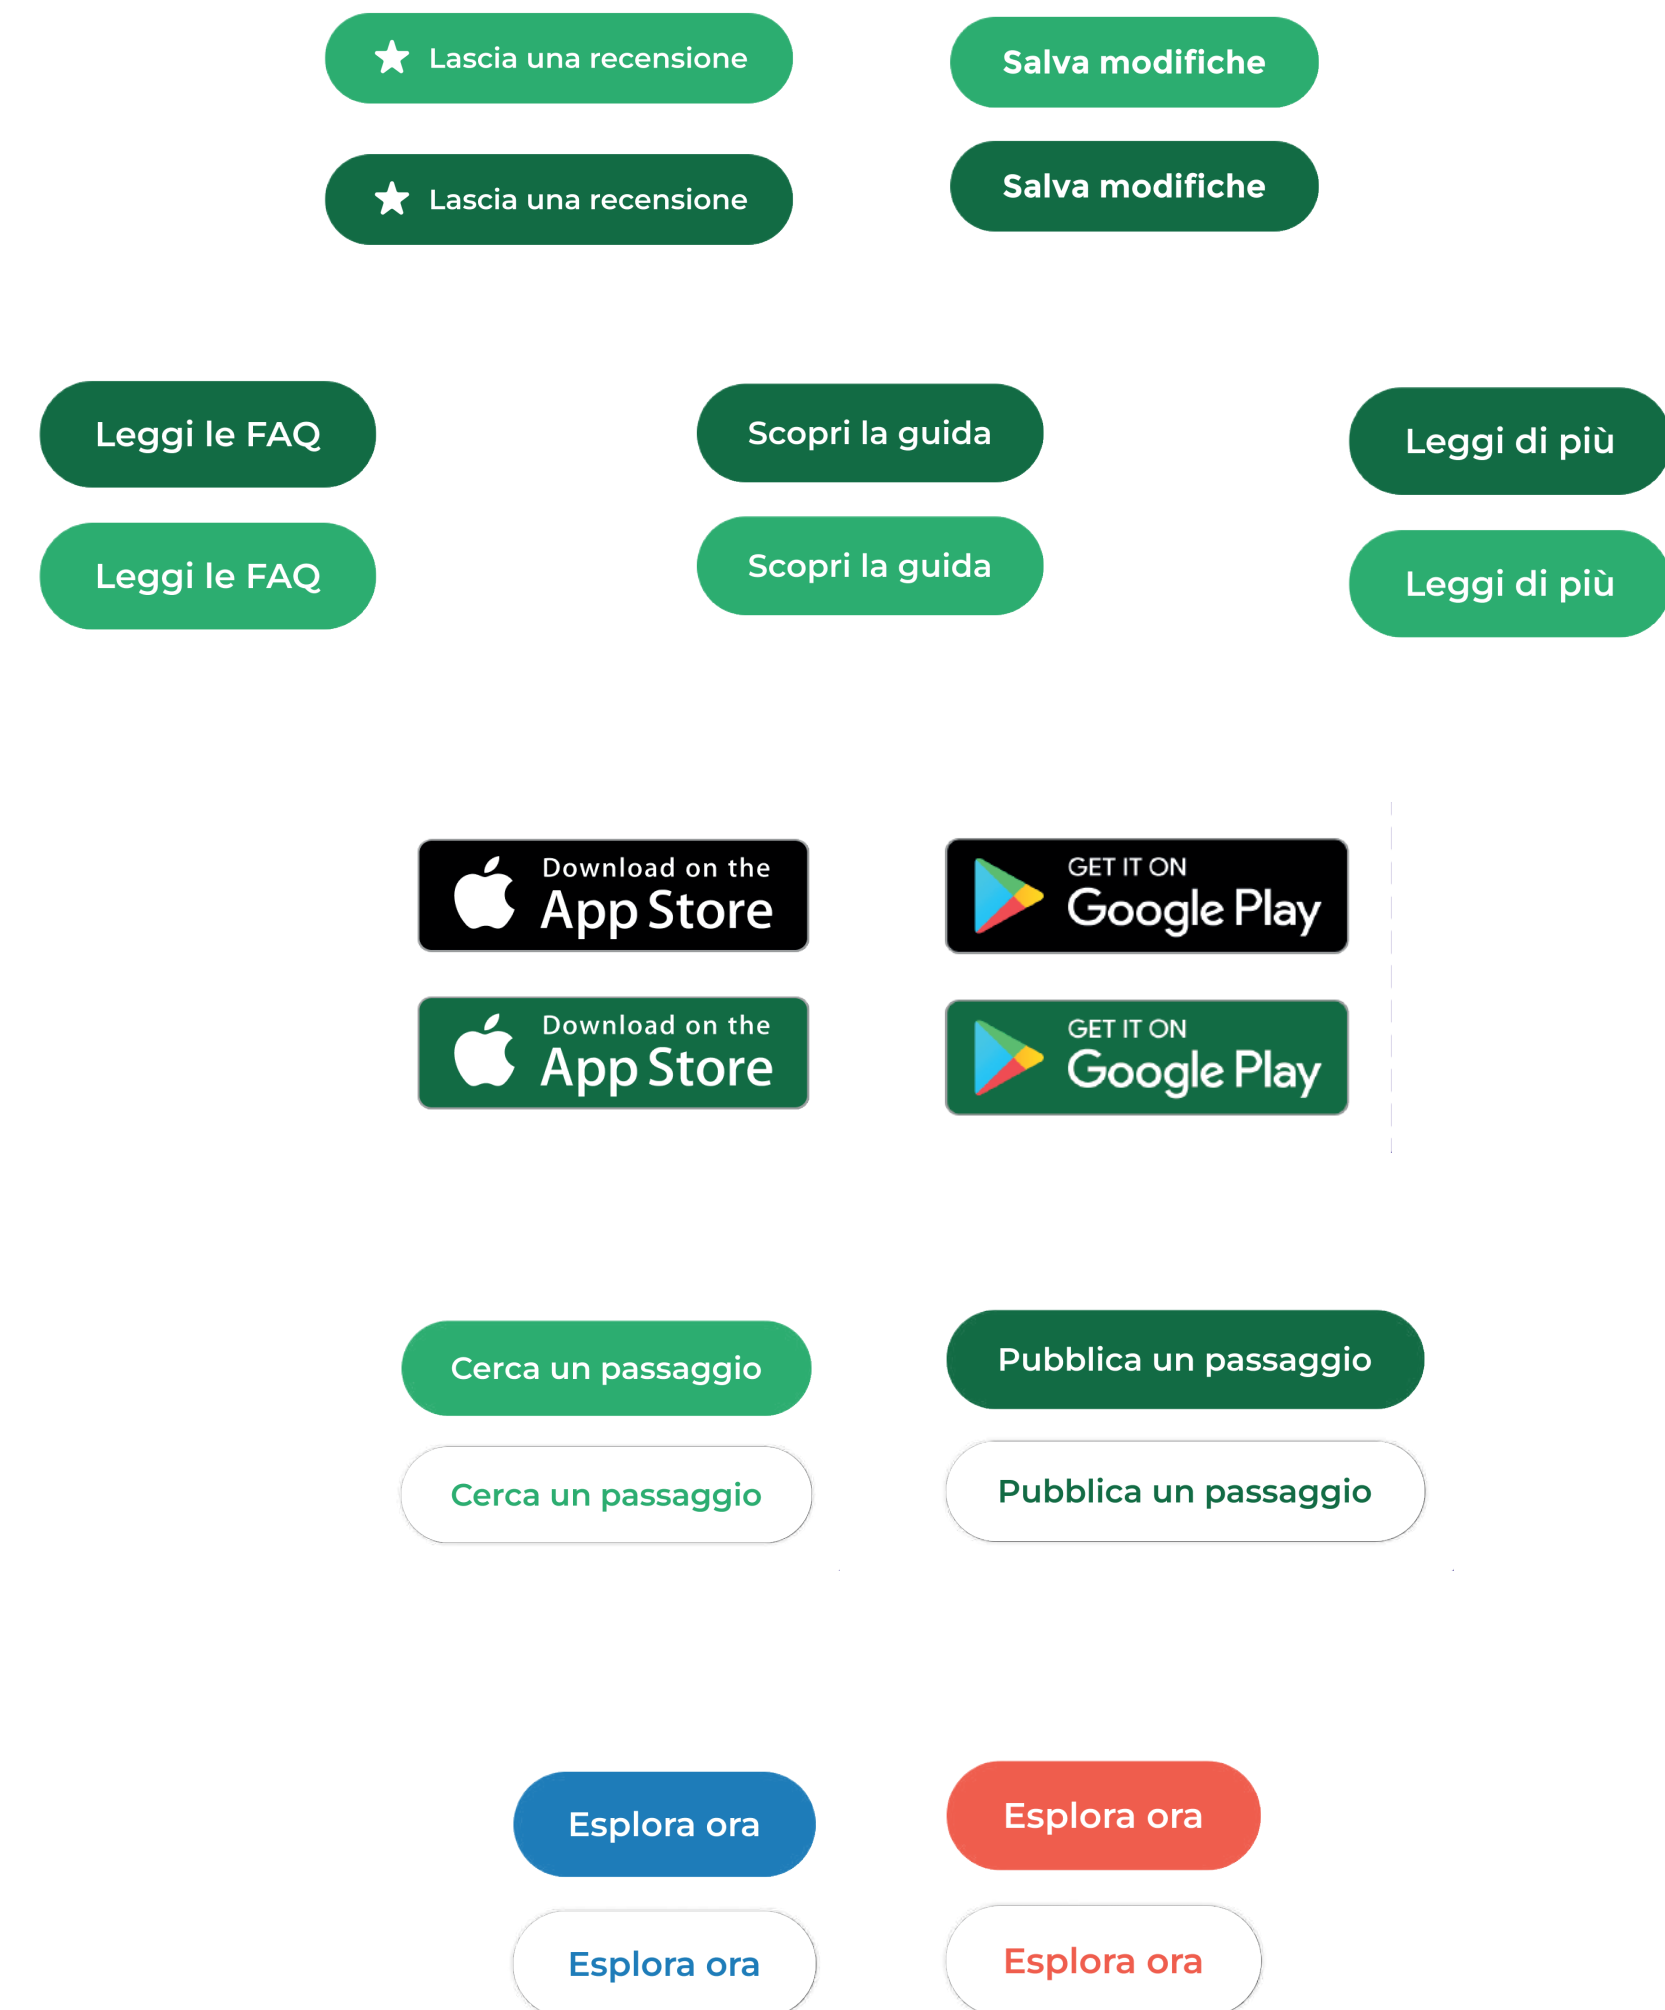 Lascia una recensione
Salva modifiche
Lascia una recensione
Salva modifiche
Leggi le FAQ
Scopri la guida
Leggi di più
Leggi le FAQ
Scopri la guida
Leggi di più
Download on the
App Store
GET IT ON
Google Play
Download on the
App Store
GET IT ON
Google Play
Cerca un passaggio
Pubblica un passaggio
Cerca un passaggio
Pubblica un passaggio
Esplora ora
Esplora ora
Esplora ora
Esplora ora